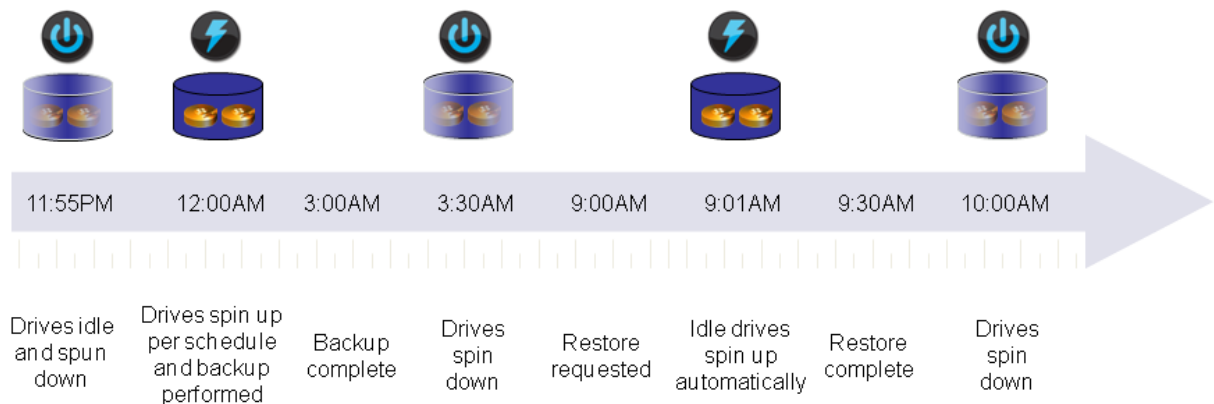 11:55PM 12:00AM 3:00AM 3:30AM 9:00AM 9:01AM 9:30AM 10:00AM
Drives idle
and spun
down
Drives spin up
per schedule
and backup
performed
Backup
complete
Drives
spin
down
Restore
requested
Idle drives
spin up
automatically
Restore
complete
Drives
spin
down